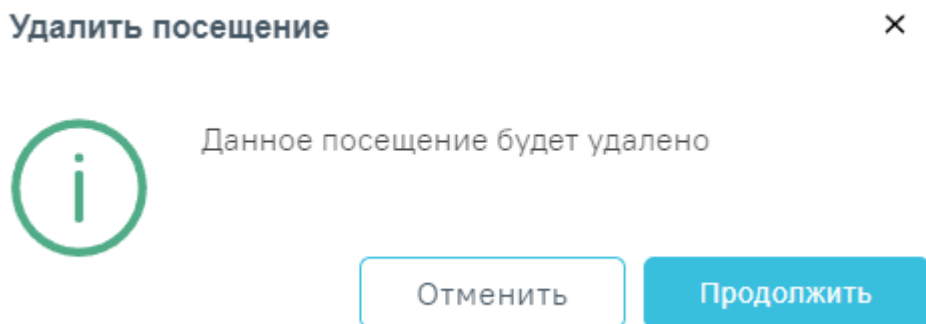 Удалить посещение
Данное посещение будет удалено
Отменить
Продолжить